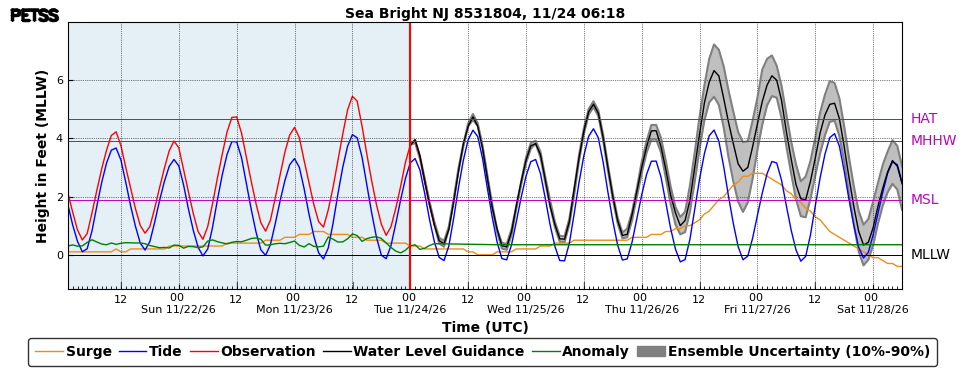 PETSS
Sea Bright NJ 8531804, 11/24 06:18
Height in Feet (MLLW)
6
4
2
0
HAT
MHHW
MSL
MLLW
12 00 12 00 12 00 12 00 12 00 12 00 12 00
Sun 11/22/26 Mon 11/23/26 Tue 11/24/26 Wed 11/25/26 Thu 11/26/26 Fri 11/27/26 Sat 11/28/26
Time (UTC)
Surge Tide Observation Water Level Guidance Anomaly Ensemble Uncertainty (10%-90%)